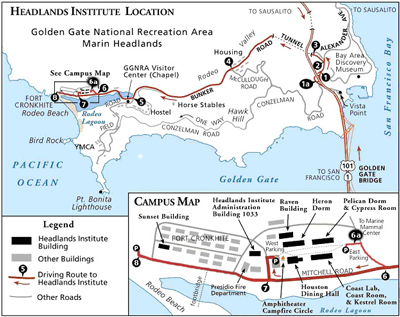 HEADLANDS INSTITUTE LOCATION
Golden Gate National Recreation Area
Marin Headlands
TO SAUSALITO
TO SAUSALITO
See Campus Map
GGNRA Visitor
Center (Chapel)
Housing
Valley
ROAD
TUNNEL
ALEXANDER
AVE
Bay Area
Discovery
Museum
FORT
CRONKHITE
Rodeo Beach
Rodeo
Lagoon
ROAD
Rodeo
BUNKER
McCULLOUGH
ROAD
Horse Stables
Hostel
Hawk
Hill
ONE WAY
CONZELMAN
ROAD
CONZELMAN ROAD
FIELD
Vista
Point
San Francisco Bay
Bird Rock
YMCA
PACIFIC
OCEAN
Pt. Bonita
Lighthouse
Golden Gate
TO SAN
FRANCISCO
101
1
GOLDEN
GATE
BRIDGE
1
1a
2
3
4
5
6
6a
7
8
Legend
Headlands Institute
Building
Other Buildings
5
Driving Route to
Headlands Institute
Other Roads
CAMPUS MAP
Sunset Building
Headlands Institute
Administration
Building 1033
Raven
Building
Heron
Dorm
Pelican Dorm
& Cypress Room
To Marine
Mammal
Center
FORT CRONKHITE
West
Parking
East
Parking
6a
P
P
P
8
7
6
MITCHELL ROAD
Presidio Fire
Department
footbridge
Rodeo Beach
Amphitheater
Campfire Circle
Houston
Dining Hall
Coast Lab,
Coast Room,
& Kestrel Room
Rodeo Lagoon